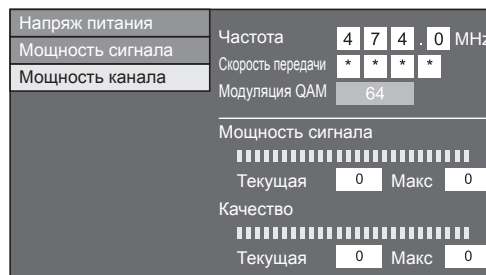 Напряж питания
Мощность сигнала
Мощность канала
Частота 4 7 4 . 0 MHz
Скорость передачи * * * *
Модуляция QAM 64
Мощность сигнала
Текущая 0 Макс 0
Качество
Текущая 0 Макс 0